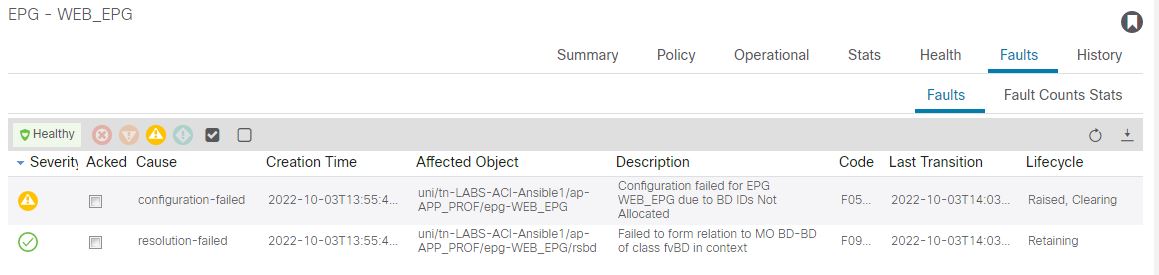 EPG - WEB_EPG
Summary Policy Operational Stats Health Faults History
Faults Fault Counts Stats
Healthy
Severity Acked Cause Creation Time Affected Object Description Code Last Transition Lifecycle
configuration-failed 2022-10-03T13:55:4... uni/tn-LABS-ACI-Ansible1/ap-APP_PROF/epg-WEB_EPG Configuration failed for EPG WEB_EPG due to BD IDs Not Allocated F05... 2022-10-03T14:03... Raised, Clearing
resolution-failed 2022-10-03T13:55:4... uni/tn-LABS-ACI-Ansible1/ap-APP_PROF/epg-WEB_EPG/rsbd Failed to form relation to MO BD-BD of class fvBD in context F09... 2022-10-03T14:03... Retaining